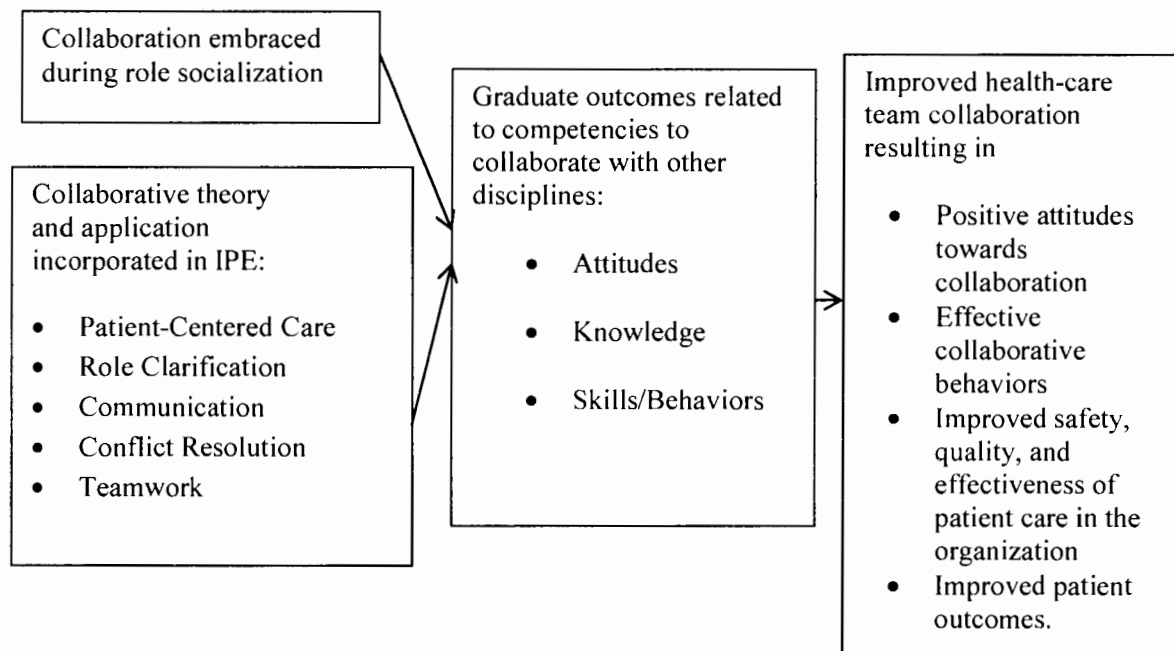 Collaboration embraced
during role socialization
Collaborative theory
and application
incorporated in IPE:
• Patient-Centered Care
• Role Clarification
• Communication
• Conflict Resolution
• Teamwork
Graduate outcomes related
to competencies to
collaborate with other
disciplines:
• Attitudes
• Knowledge
• Skills/Behaviors
Improved health-care
team collaboration
resulting in
• Positive attitudes
towards
collaboration
• Effective
collaborative
behaviors
• Improved safety,
quality, and
effectiveness of
patient care in the
organization
• Improved patient
outcomes.